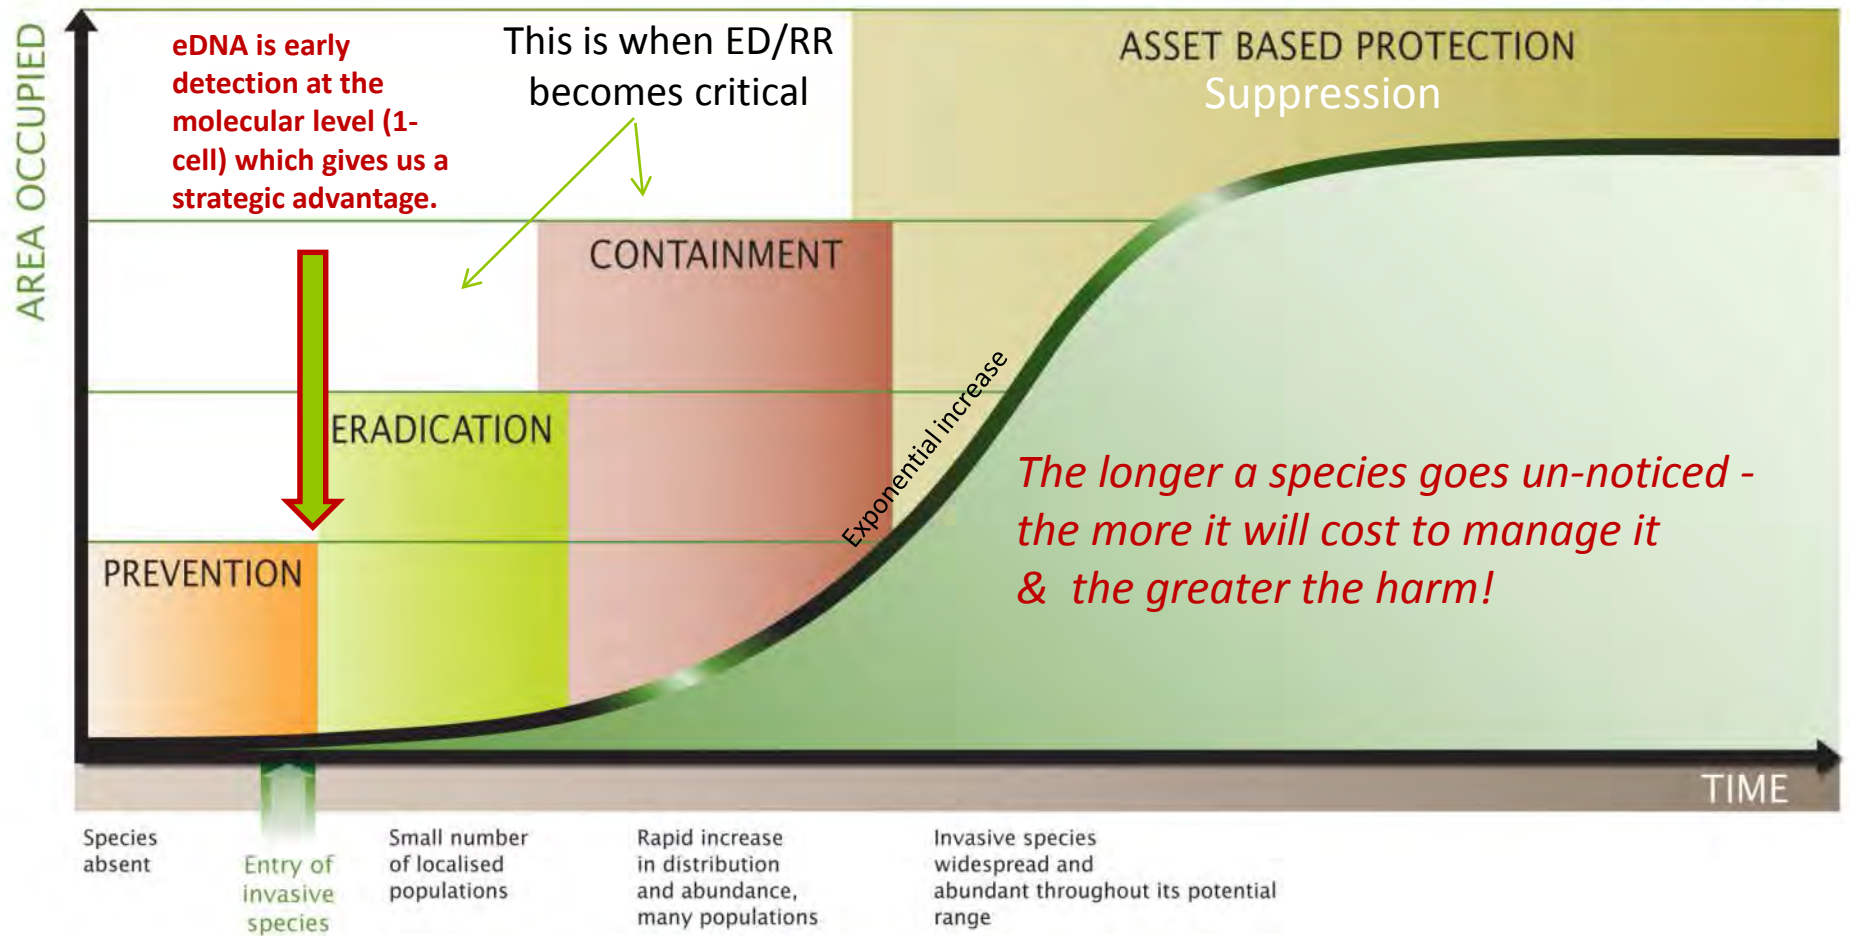 AREA OCCUPIED
eDNA is early
detection at the
molecular level (1-
cell) which gives us a
strategic advantage.
This is when ED/RR
becomes critical
ASSET BASED PROTECTION
Suppression
CONTAINMENT
ERADICATION
PREVENTION
Exponential increase
The longer a species goes un-noticed -
the more it will cost to manage it
& the greater the harm!
TIME
Species
absent
Entry of
invasive
species
Small number
of localised
populations
Rapid increase
in distribution
and abundance,
many populations
Invasive species
widespread and
abundant throughout its potential
range